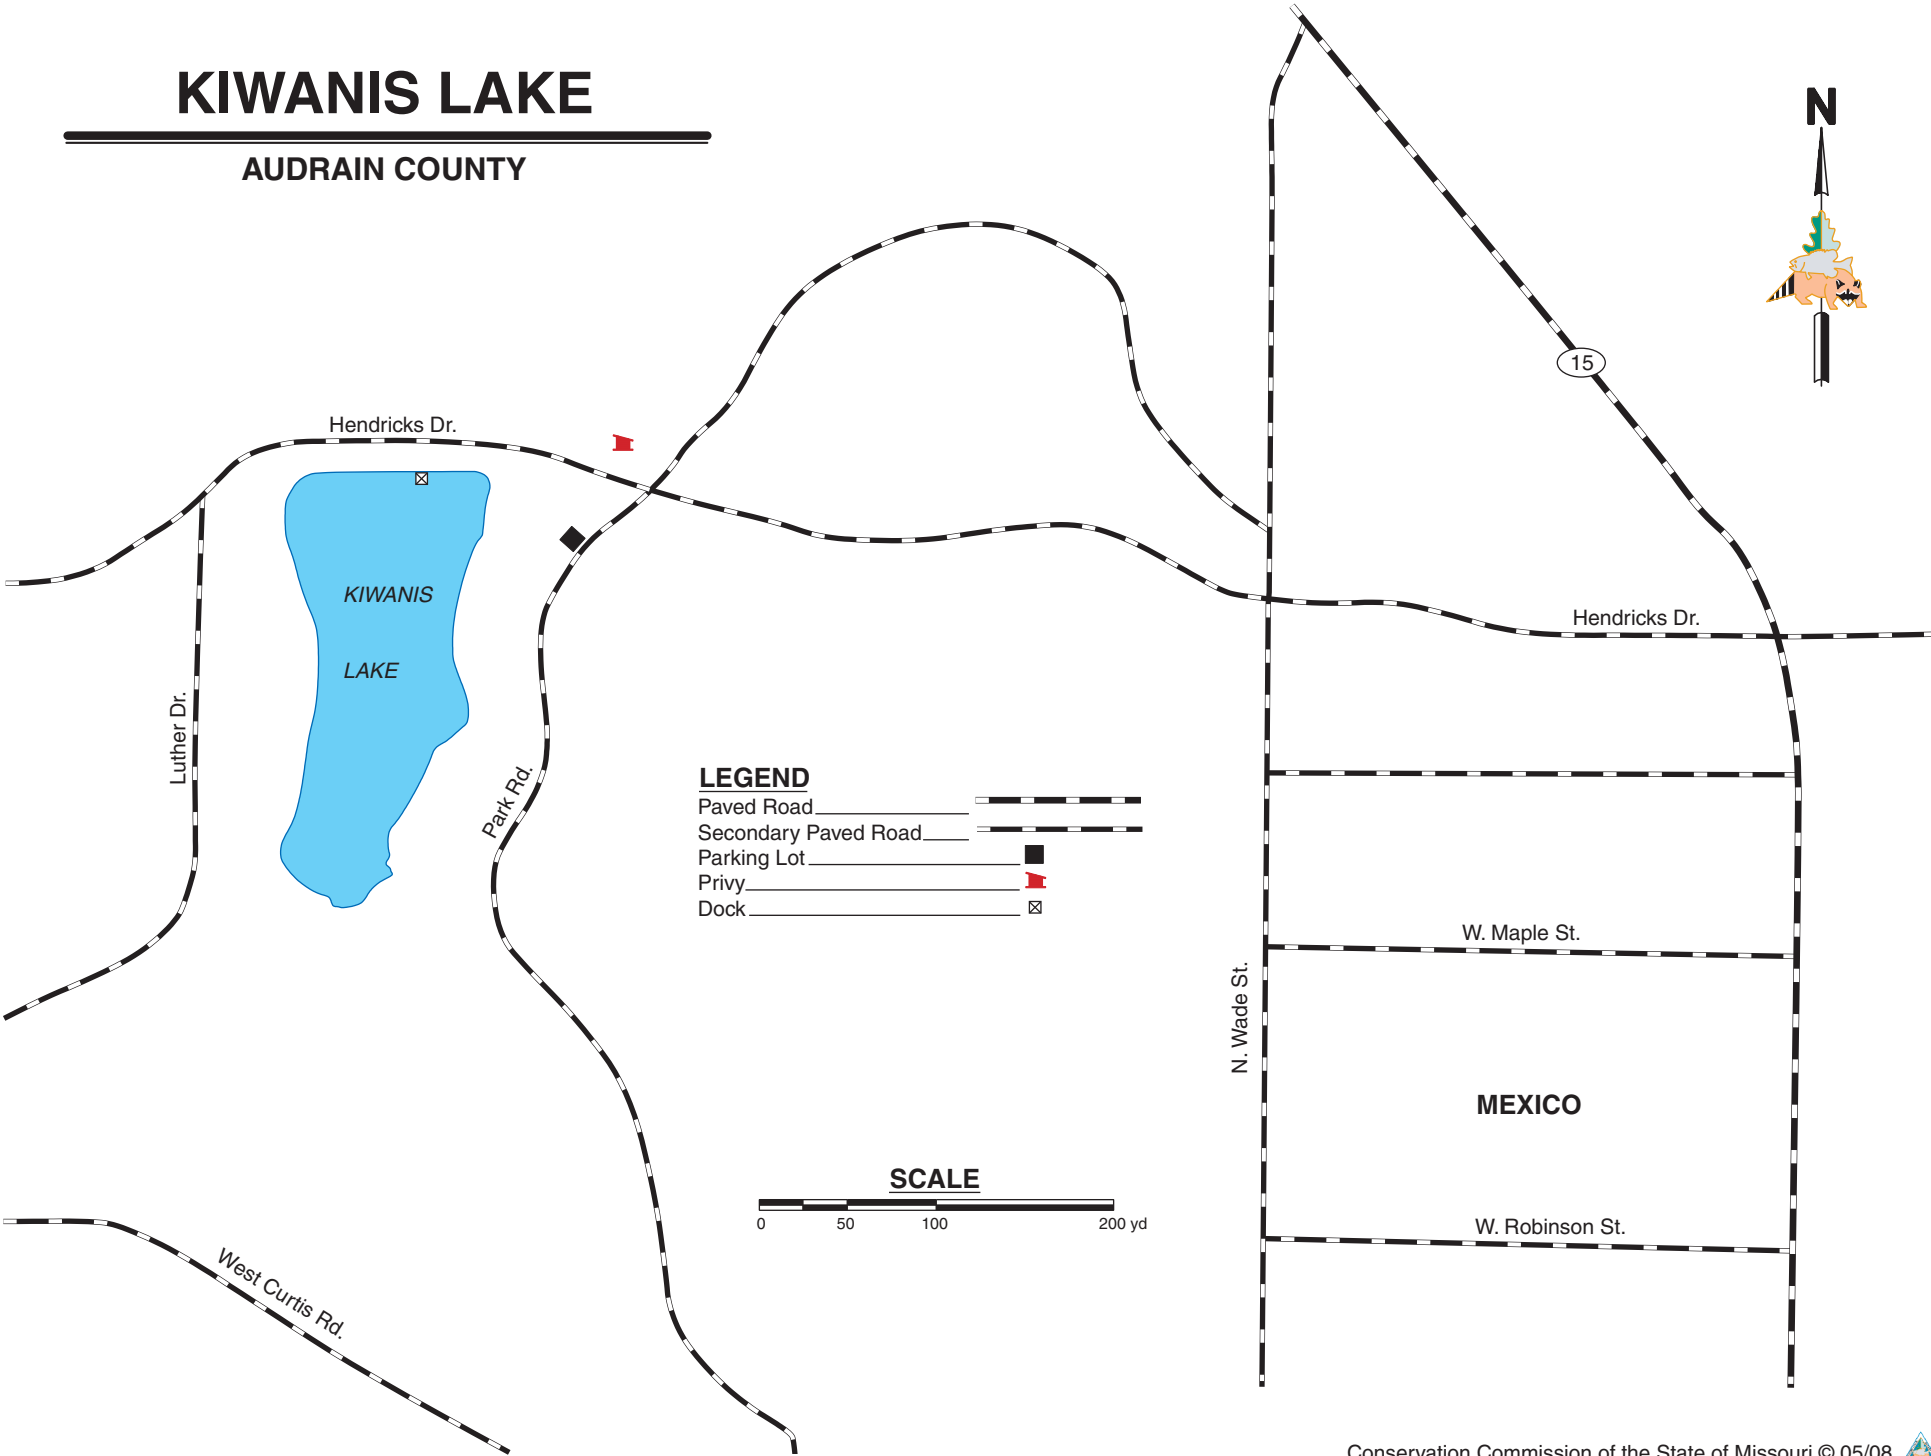 KIWANIS LAKE
AUDRAIN COUNTY
N
15
Hendricks Dr.
KIWANIS
LAKE
Hendricks Dr.
Luther Dr.
Park Rd.
LEGEND
Paved Road
Secondary Paved Road
Parking Lot
Privy
Dock
W. Maple St.
N. Wade St.
MEXICO
SCALE
0 50 100 200 yd
W. Robinson St.
West Curtis Rd.
Conservation Commission of the State of Missouri © 05/08